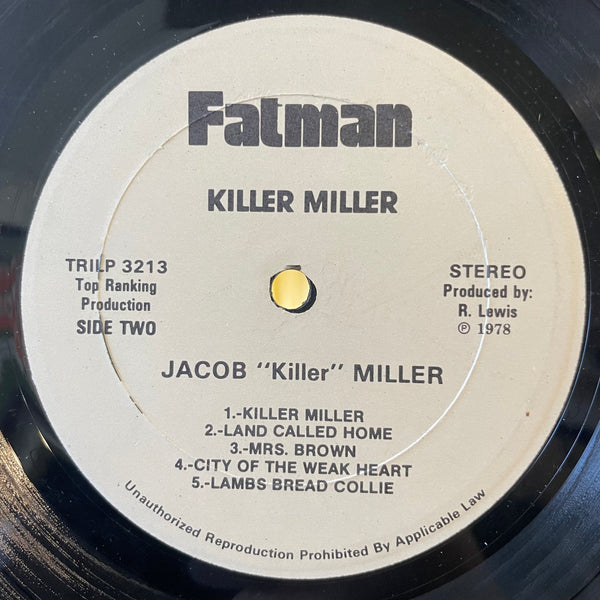 Fatman
KILLER MILLER
TRILP 3213
Top Ranking
Production
SIDE TWO
STEREO
Produced by:
R. Lewis
℗ 1978
JACOB "Killer" MILLER
1.-KILLER MILLER
2.-LAND CALLED HOME
3.-MRS. BROWN
4.-CITY OF THE WEAK HEART
5.-LAMBS BREAD COLLIE
Unauthorized Reproduction Prohibited By Applicable Law